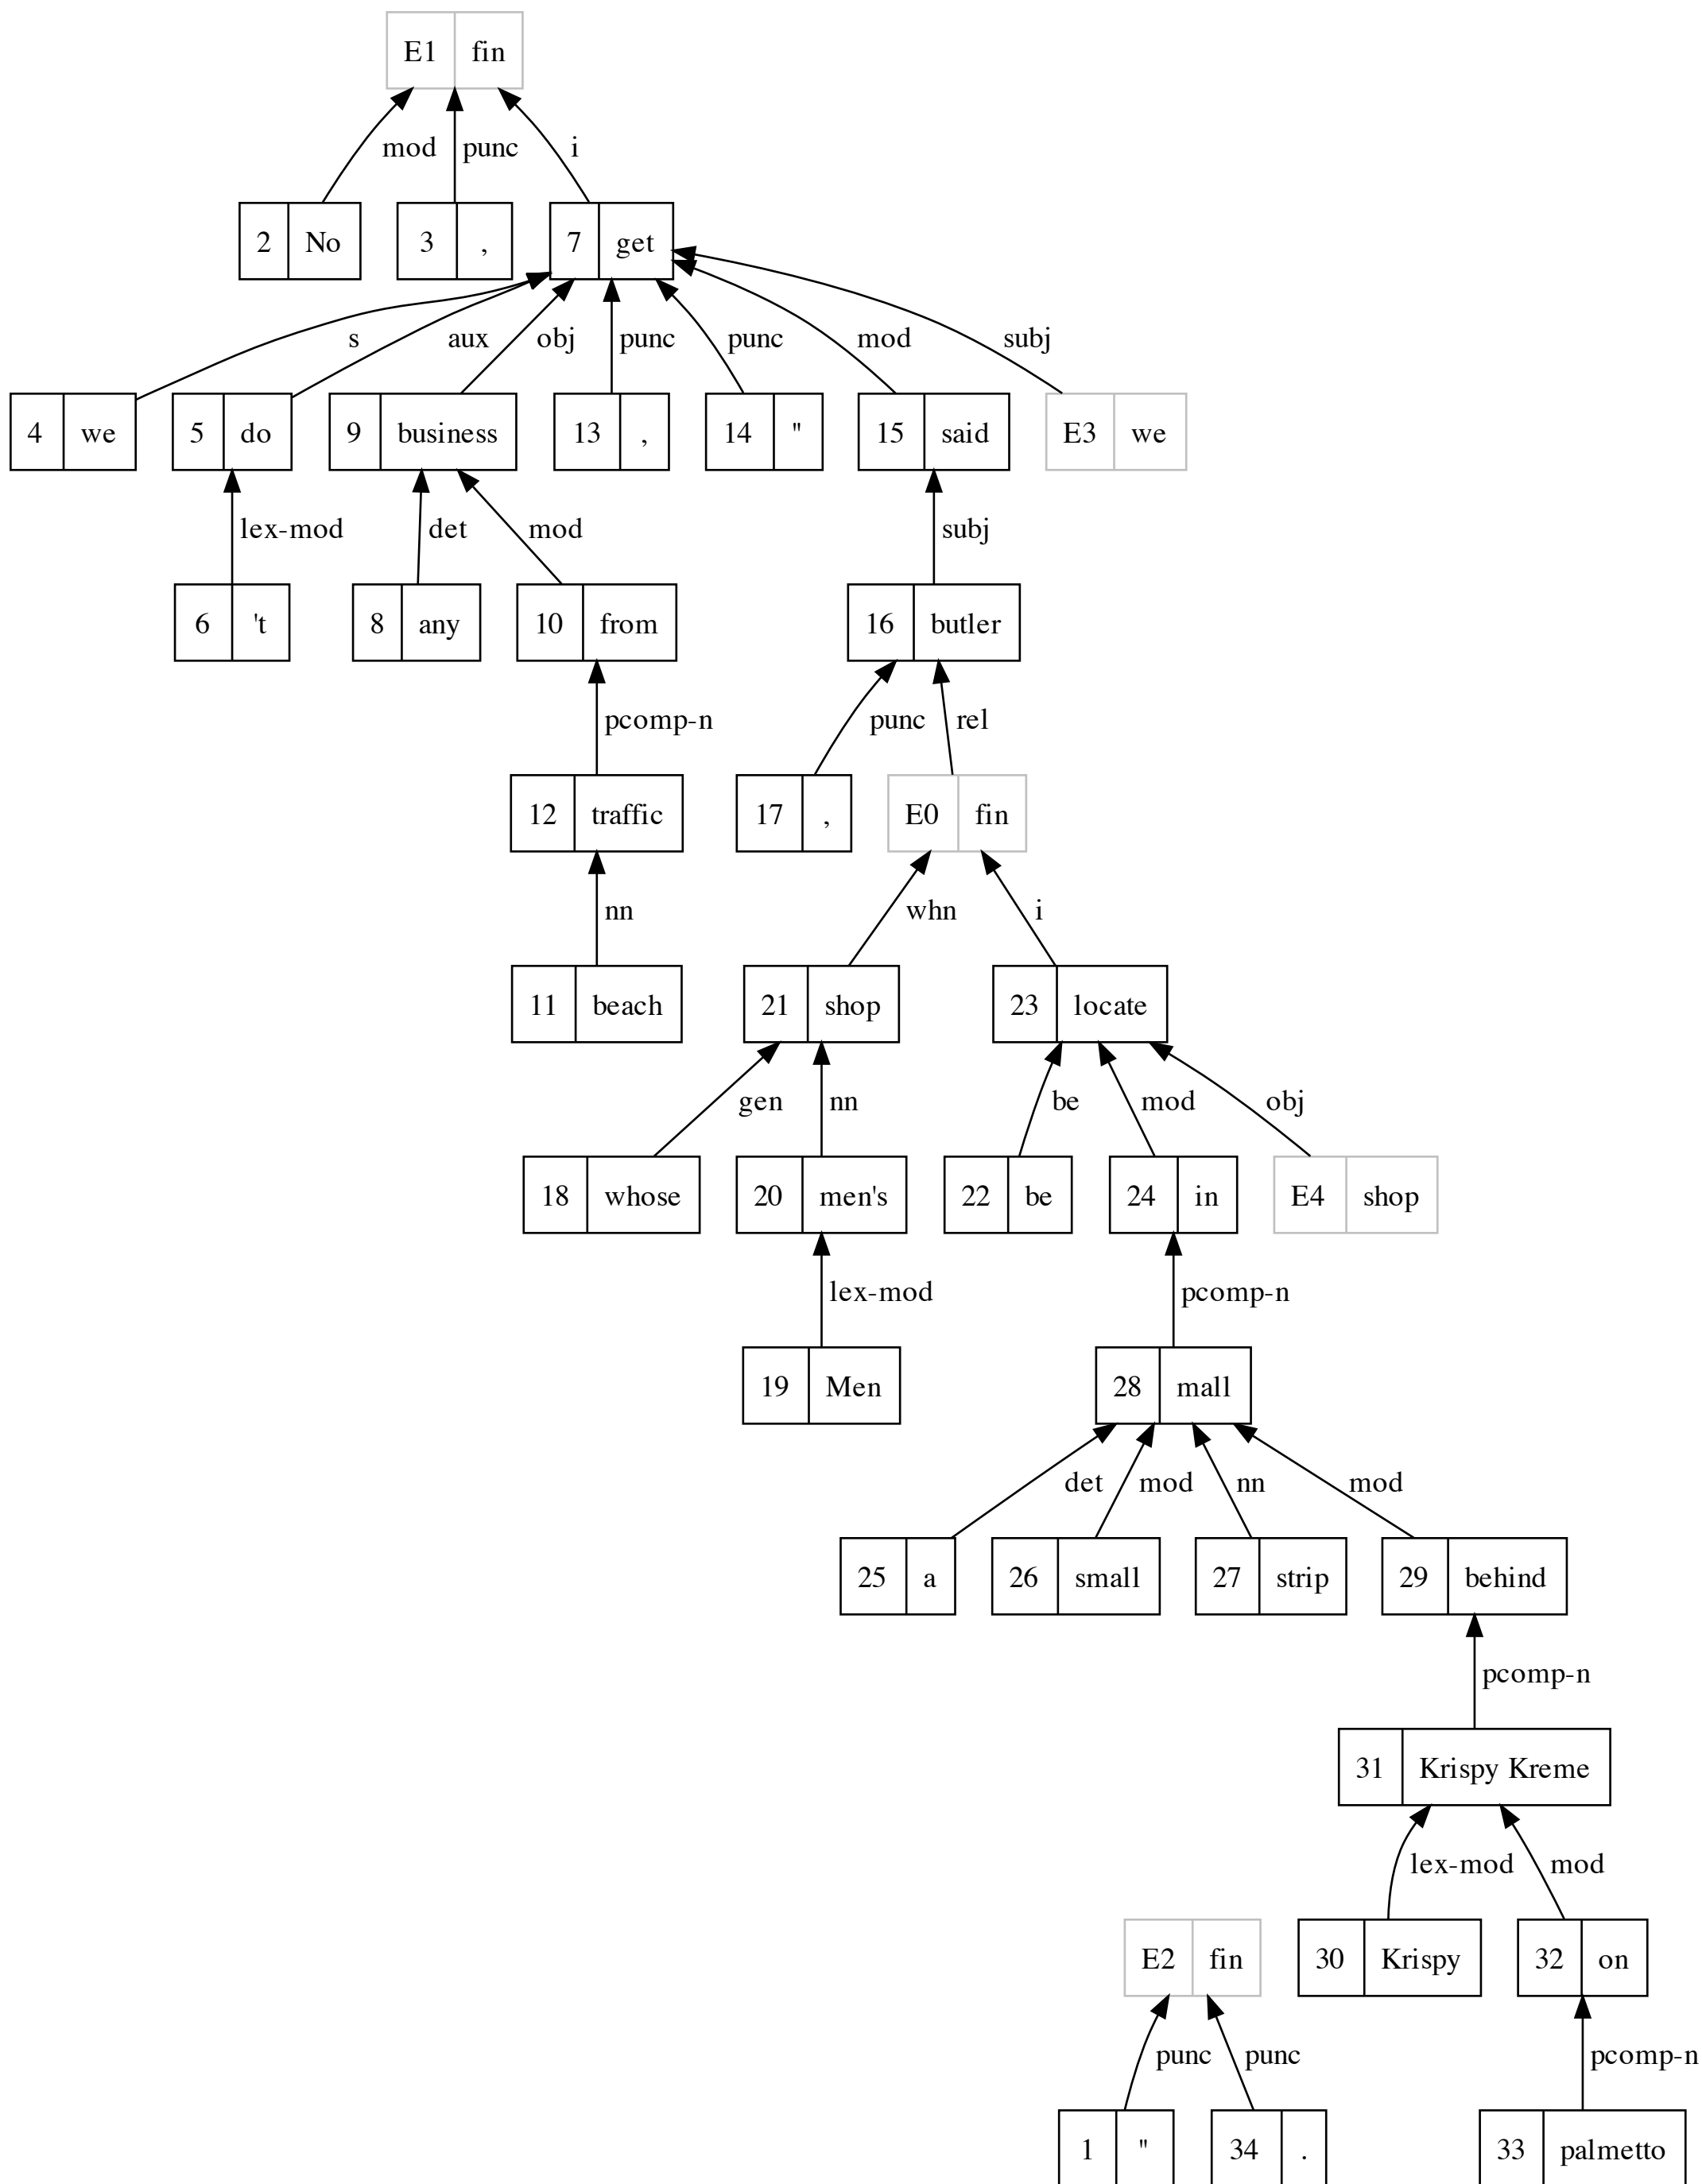 E1 fin
mod punc i
2 No 3 , 7 get
s aux obj punc punc mod subj
4 we 5 do 9 business 13 , 14 " 15 said E3 we
lex-mod det mod subj
6 't 8 any 10 from 16 butler
pcomp-n punc rel
12 traffic 17 , E0 fin
nn whn i
11 beach 21 shop 23 locate
gen nn be mod obj
18 whose 20 men's 22 be 24 in E4 shop
lex-mod pcomp-n
19 Men 28 mall
det mod nn mod
25 a 26 small 27 strip 29 behind
pcomp-n
31 Krispy Kreme
lex-mod mod
E2 fin 30 Krispy 32 on
punc punc pcomp-n
1 " 34 . 33 palmetto